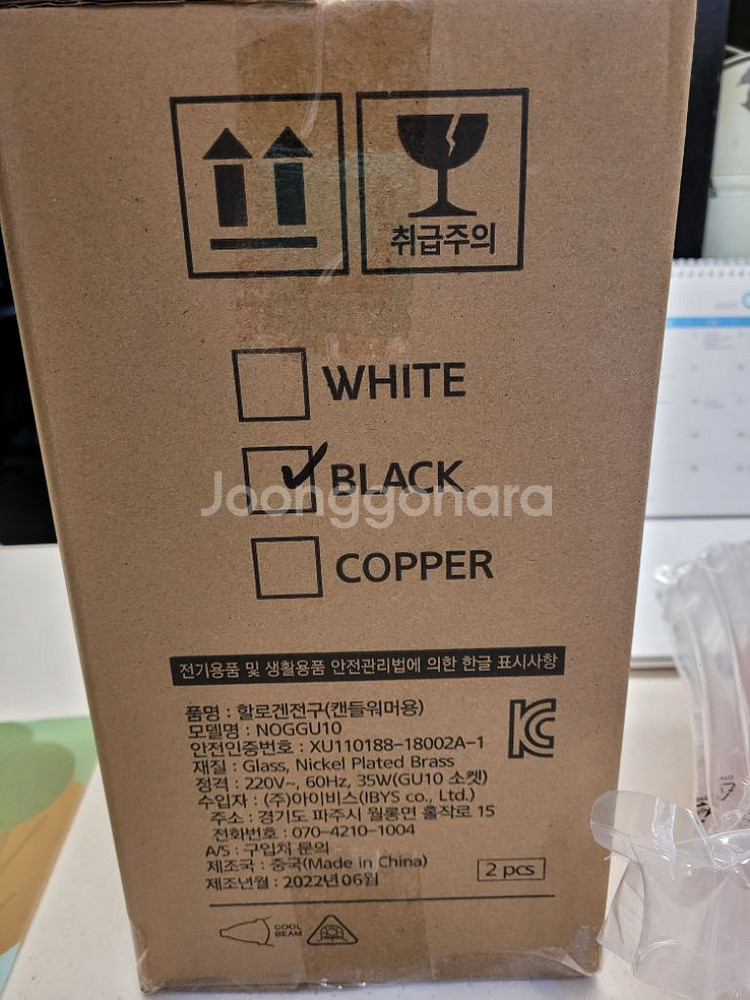 취급주의
WHITE
BLACK
Joonggonara
COPPER
전기용품 및 생활용품 안전관리법에 의한 한글 표시사항
품명 : 할로겐전구(캔들워머용)
모델명 : NOGGU10
안전인증번호 : XU110188-18002A-1
재질 : Glass, Nickel Plated Brass
정격 : 220V~, 60Hz, 35W(GU10 소켓)
수입자 : (주)아이비스(IBYS co., Ltd.)
주소 : 경기도 파주시 월롱면 홀작로 15
전화번호 : 070-4210-1004
A/S : 구입처 문의
제조국 : 중국(Made in China)
제조년월 : 2022년 06월
2 pcs
COOL
BEAM